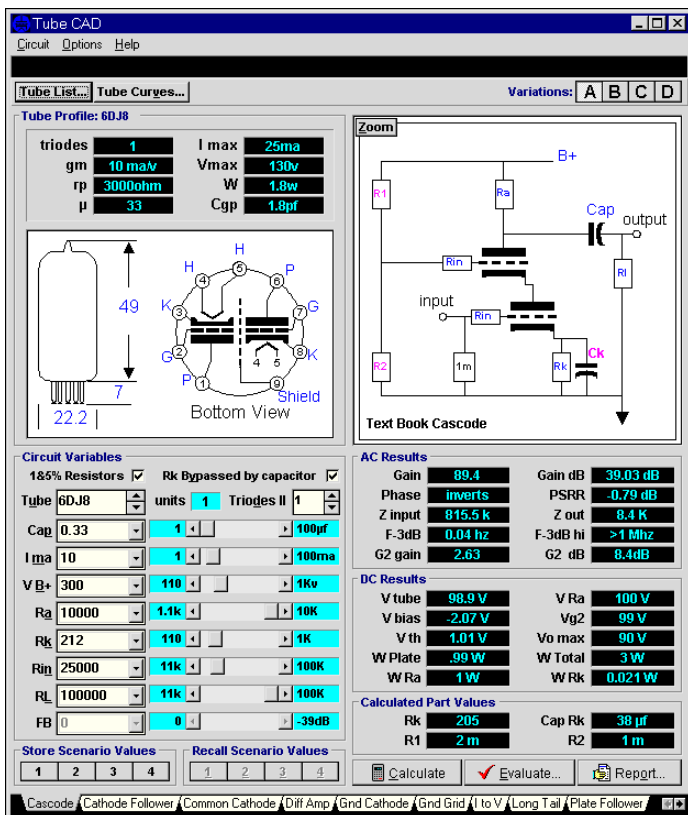 Tube CAD
Circuit Options Help
Tube List... Tube Curves... Variations: A B C D
Tube Profile: 6DJ8
triodes 1 I max 25ma
gm 10 ma/v Vmax 130v
rp 3000ohm W 1.8w
µ 33 Cgp 1.8pf
49
7
22.2
H
H
P
K
G
G
K
P
Shield
1
2
3
4
5
6
7
8
9
4 5
Bottom View
Zoom
B+
R1
Ra
Cap
output
Rin
Rl
input
Rin
R2
1m
Rk
Ck
Text Book Cascode
Circuit Variables
1&5% Resistors Rk Bypassed by capacitor
Tube 6DJ8 units 1 Triodes II 1
Cap 0.33 1 100µf
I ma 10 1 100ma
V B+ 300 110 1Kv
Ra 10000 1.1k 10K
Rk 212 110 1K
Rin 25000 11k 100K
RL 100000 11k 100K
FB 0 0 -39dB
AC Results
Gain 89.4 Gain dB 39.03 dB
Phase inverts PSRR -0.79 dB
Z input 815.5 k Z out 8.4 K
F-3dB 0.04 hz F-3dB hi >1 Mhz
G2 gain 2.63 G2 dB 8.4dB
DC Results
V tube 98.9 V V Ra 100 V
V bias -2.07 V Vg2 99 V
V th 1.01 V Vo max 90 V
W Plate .99 W W Total 3 W
W Ra 1 W W Rk 0.021 W
Calculated Part Values
Rk 205 Cap Rk 38 µf
R1 2 m R2 1 m
Store Scenario Values
1 2 3 4
Recall Scenario Values
1 2 3 4
Calculate Evaluate... Report...
Cascode Cathode Follower Common Cathode Diff Amp Gnd Cathode Gnd Grid I to V Long Tail Plate Follower